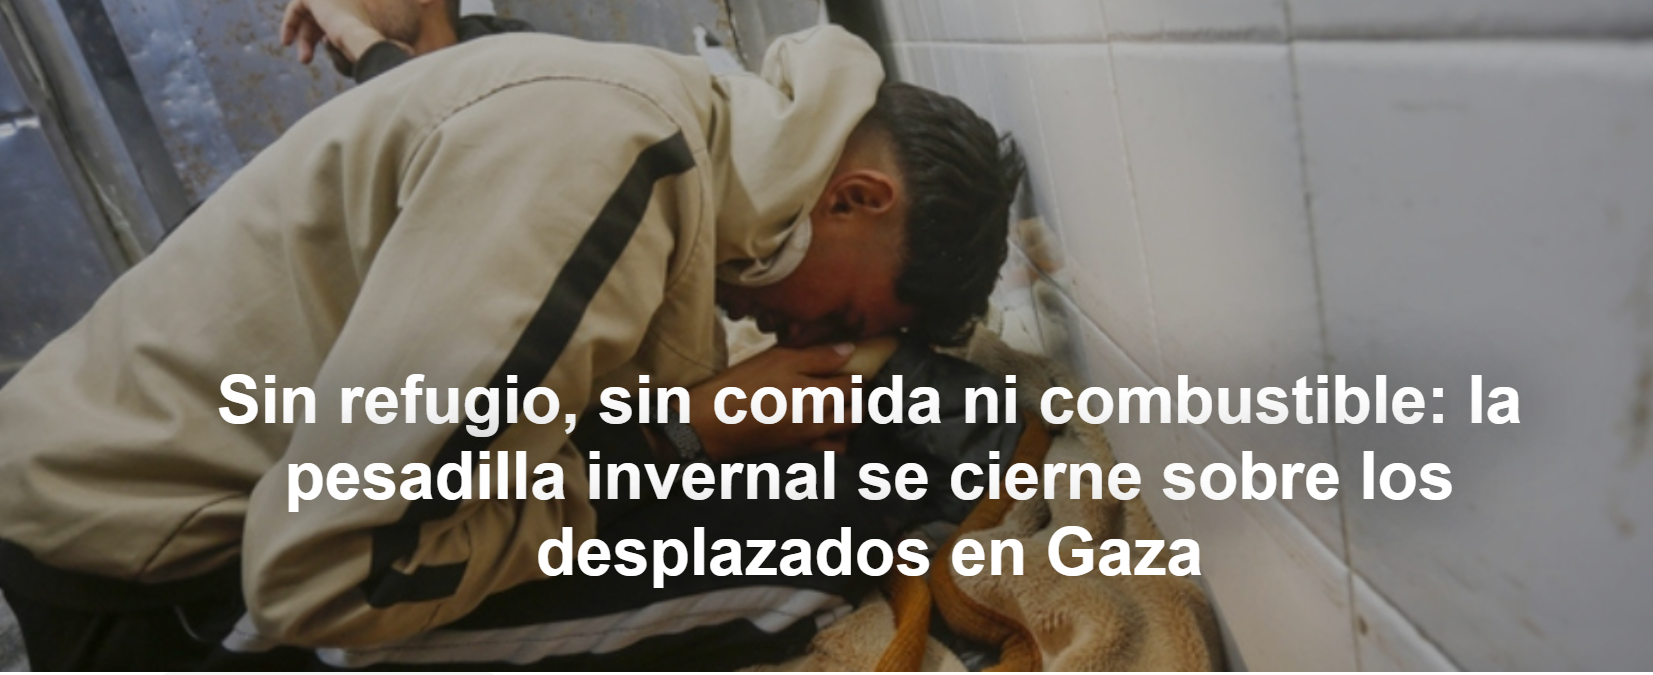 Sin refugio, sin comida ni combustible: la
pesadilla invernal se cierne sobre los
desplazados en Gaza